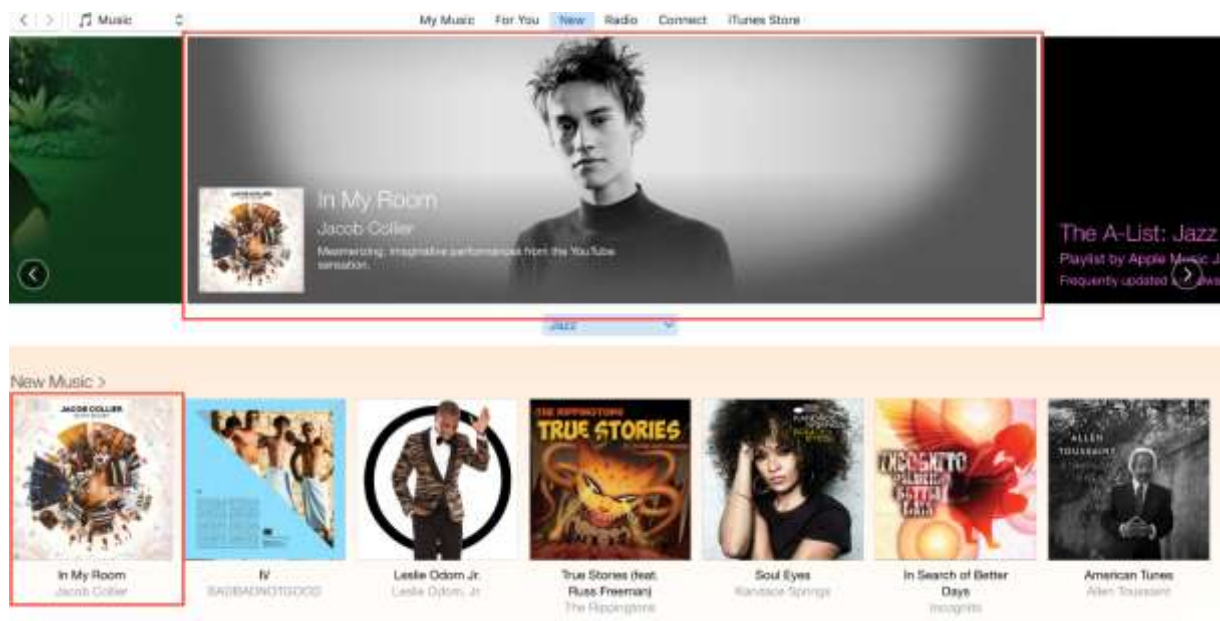 Music
My Music For You New Radio Connect iTunes Store
In My Room
Jacob Collier
Mesmerizing, imaginative performances from the YouTube
sensation.
The A-List: Jazz
Playlist by Apple Music J
Frequently updated
Jazz
New Music >
JACOB COLLIER
THE RIPPINGTONS
TRUE STORIES
INCOGNITO
ALLEN
TOUSSAINT
In My Room
Jacob Collier
IV
BADBADNOTGOOD
Leslie Odom Jr.
Leslie Odom, Jr.
True Stories (feat.
Russ Freeman)
The Rippingtons
Soul Eyes
Kandace Springs
In Search of Better
Days
Incognito
American Tunes
Allen Toussaint